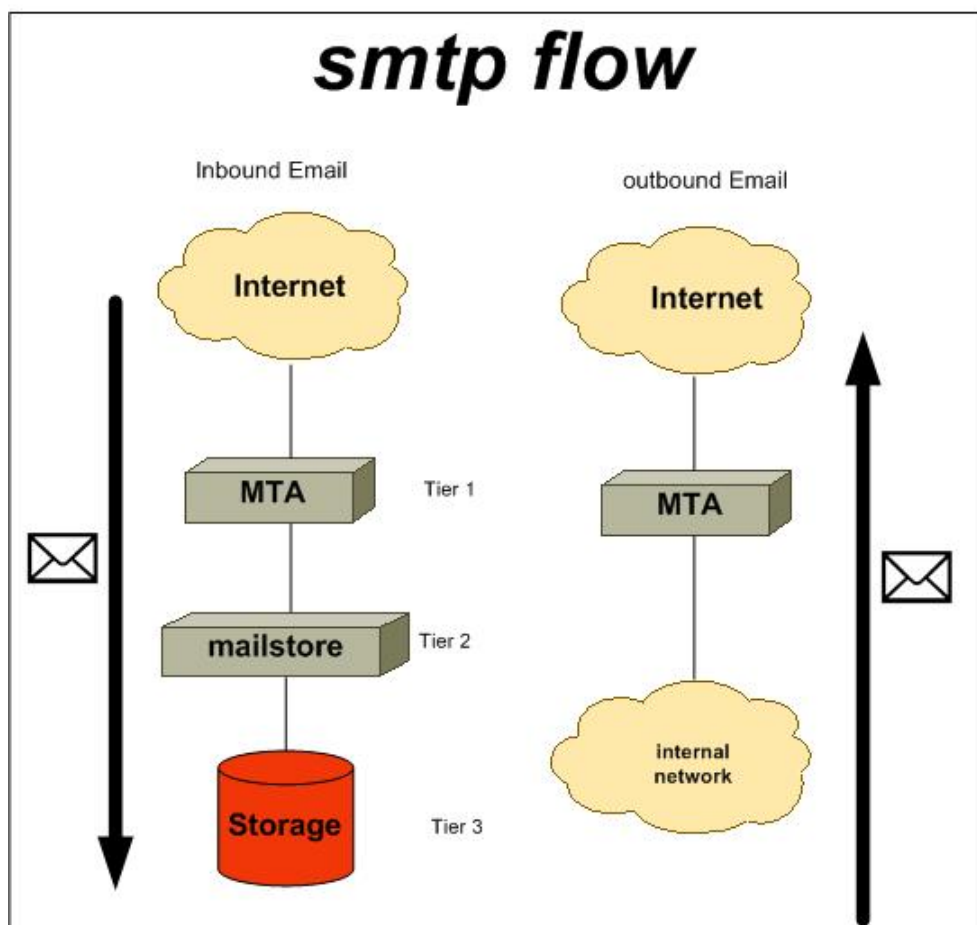 smtp flow
Inbound Email
outbound Email
Internet
Internet
MTA
Tier 1
MTA
mailstore
Tier 2
internal
network
Storage
Tier 3